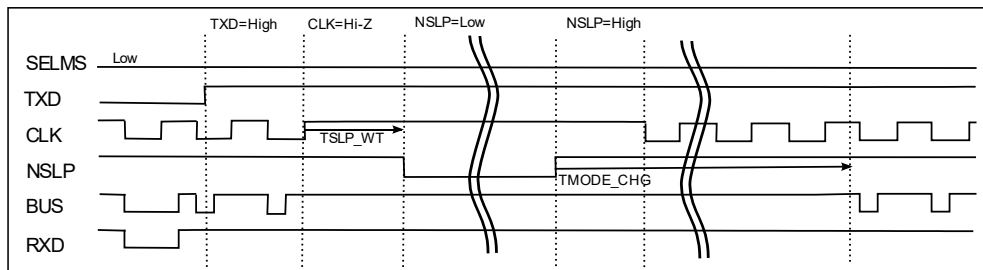 TXD=High CLK=Hi-Z NSLP=Low NSLP=High
SELMS Low
TXD
CLK TSLP_WT
NSLP TMODE_CHG
BUS
RXD